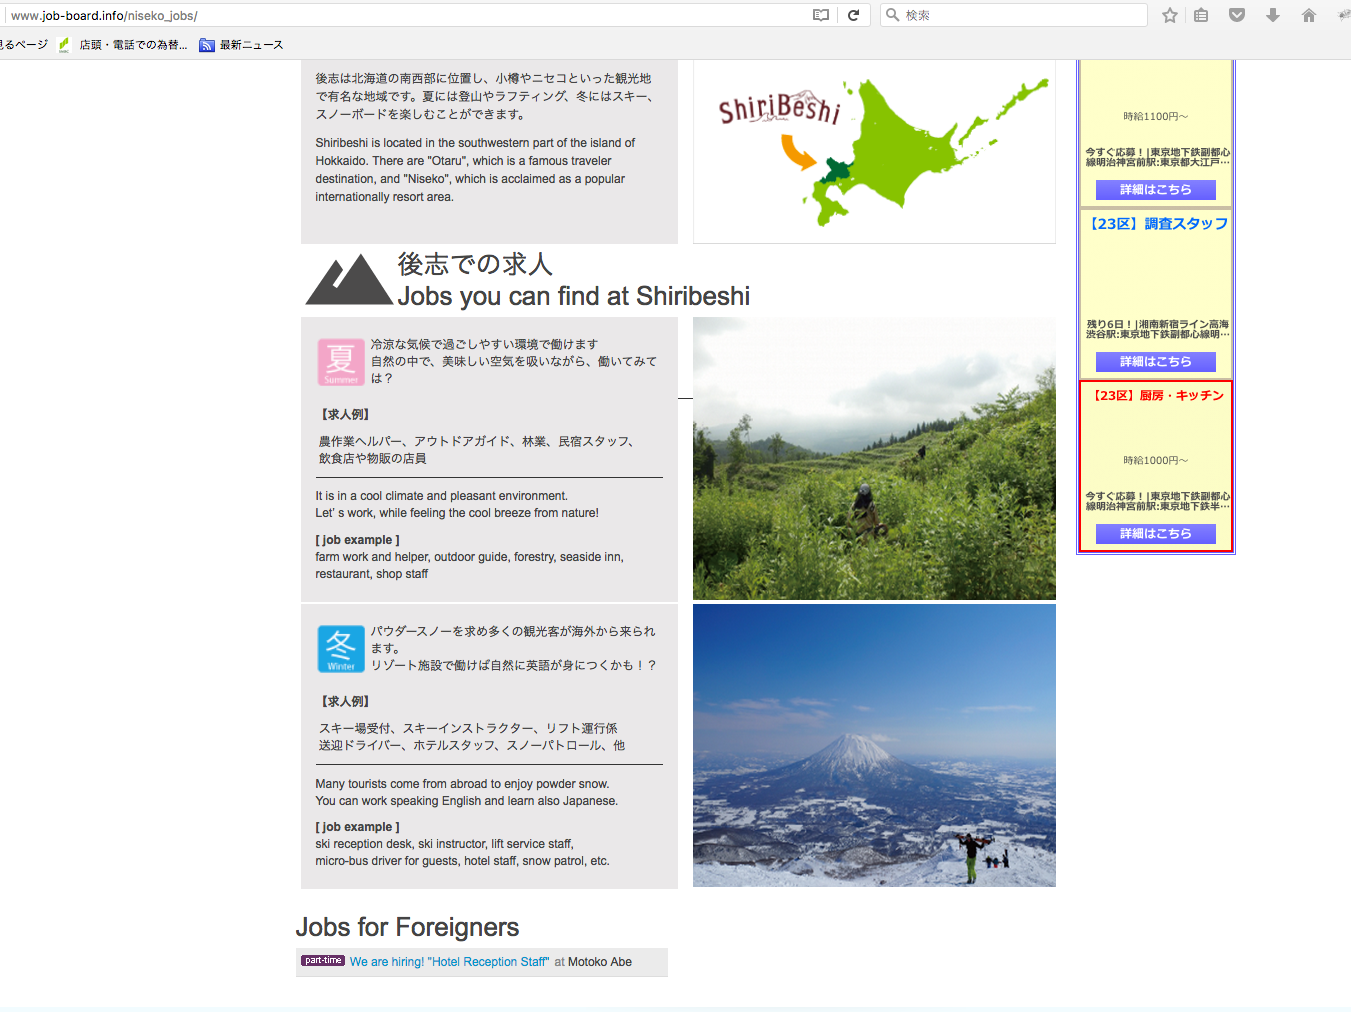 www.job-board.info/niseko_jobs/
検索
見るページ
店頭・電話での為替...
最新ニュース
後志は北海道の南西部に位置し、小樽やニセコといった観光地
で有名な地域です。夏には登山やラフティング、冬にはスキー、
スノーボードを楽しむことができます。
Shiribeshi is located in the southwestern part of the island of
Hokkaido. There are "Otaru", which is a famous traveler
destination, and "Niseko", which is acclaimed as a popular
internationally resort area.
ShiriBeshi
後志での求人
Jobs you can find at Shiribeshi
夏
Summer
冷涼な気候で過ごしやすい環境で働けます
自然の中で、美味しい空気を吸いながら、働いてみて
は？
【求人例】
農作業ヘルパー、アウトドアガイド、林業、民宿スタッフ、
飲食店や物販の店員
It is in a cool climate and pleasant environment.
Let' s work, while feeling the cool breeze from nature!
[ job example ]
farm work and helper, outdoor guide, forestry, seaside inn,
restaurant, shop staff
冬
Winter
パウダースノーを求め多くの観光客が海外から来られ
ます。
リゾート施設で働けば自然に英語が身につくかも！？
【求人例】
スキー場受付、スキーインストラクター、リフト運行係
送迎ドライバー、ホテルスタッフ、スノーパトロール、他
Many tourists come from abroad to enjoy powder snow.
You can work speaking English and learn also Japanese.
[ job example ]
ski reception desk, ski instructor, lift service staff,
micro-bus driver for guests, hotel staff, snow patrol, etc.
Jobs for Foreigners
part-time We are hiring! "Hotel Reception Staff" at Motoko Abe
時給1100円～
今すぐ応募！|東京地下鉄副都心
線明治神宮前駅:東京都大江戸…
詳細はこちら
【23区】調査スタッフ
残り6日！|湘南新宿ライン高海
渋谷駅:東京地下鉄副都心線明…
詳細はこちら
【23区】厨房・キッチン
時給1000円～
今すぐ応募！|東京地下鉄副都心
線明治神宮前駅:東京地下鉄半…
詳細はこちら